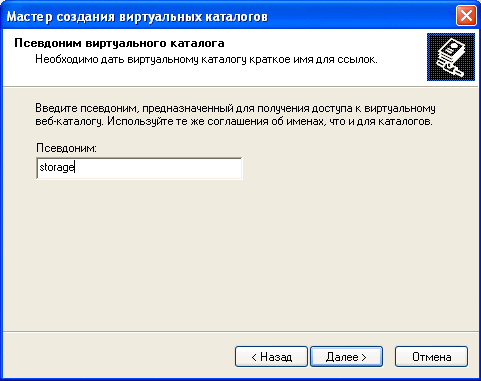 Мастер создания виртуальных каталогов
Псевдоним виртуального каталога
Необходимо дать виртуальному каталогу краткое имя для ссылок.
Введите псевдоним, предназначенный для получения доступа к виртуальному
веб-каталогу. Используйте те же соглашения об именах, что и для каталогов.
Псевдоним:
storage
< Назад
Далее >
Отмена